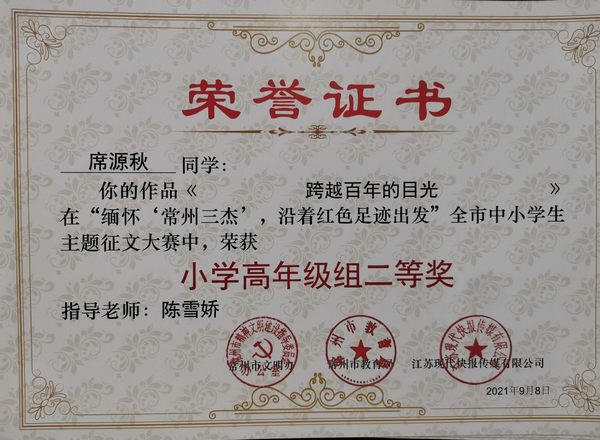 荣誉证书
席源秋 同学：
你的作品《 跨越百年的目光 》
在“缅怀‘常州三杰’，沿着红色足迹出发”全市中小学生
主题征文大赛中，荣获
小学高年级组二等奖
指导老师：陈雪娇
常州市文明办 常州市教育局 江苏现代快报传媒有限公司
2021年9月8日